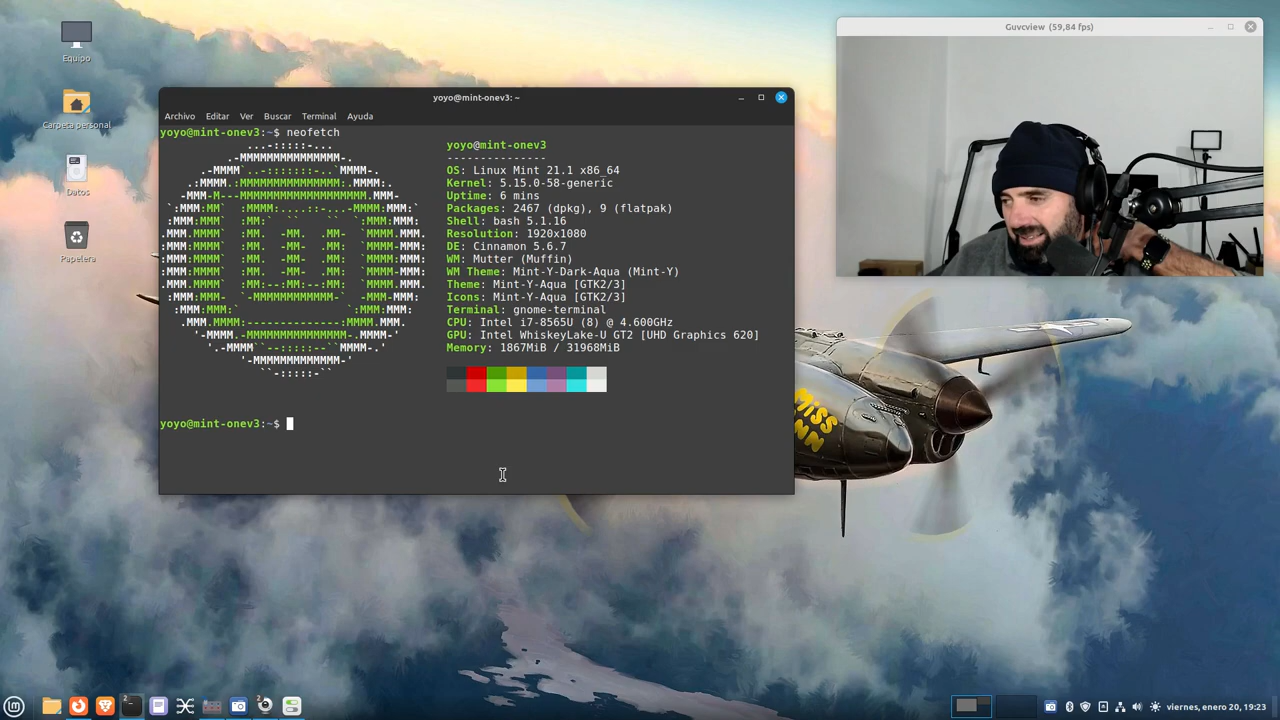 Equipo
Carpeta personal
Datos
Papelera
yoyo@mint-onev3: ~
Archivo Editar Ver Buscar Terminal Ayuda
yoyo@mint-onev3:~$ neofetch
yoyo@mint-onev3
---------------
OS: Linux Mint 21.1 x86_64
Kernel: 5.15.0-58-generic
Uptime: 6 mins
Packages: 2467 (dpkg), 9 (flatpak)
Shell: bash 5.1.16
Resolution: 1920x1080
DE: Cinnamon 5.6.7
WM: Mutter (Muffin)
WM Theme: Mint-Y-Dark-Aqua (Mint-Y)
Theme: Mint-Y-Aqua [GTK2/3]
Icons: Mint-Y-Aqua [GTK2/3]
Terminal: gnome-terminal
CPU: Intel i7-8565U (8) @ 4.600GHz
GPU: Intel WhiskeyLake-U GT2 [UHD Graphics 620]
Memory: 1867MiB / 31968MiB
yoyo@mint-onev3:~$
Guvcview (59,84 fps)
MISS
viernes, enero 20, 19:23